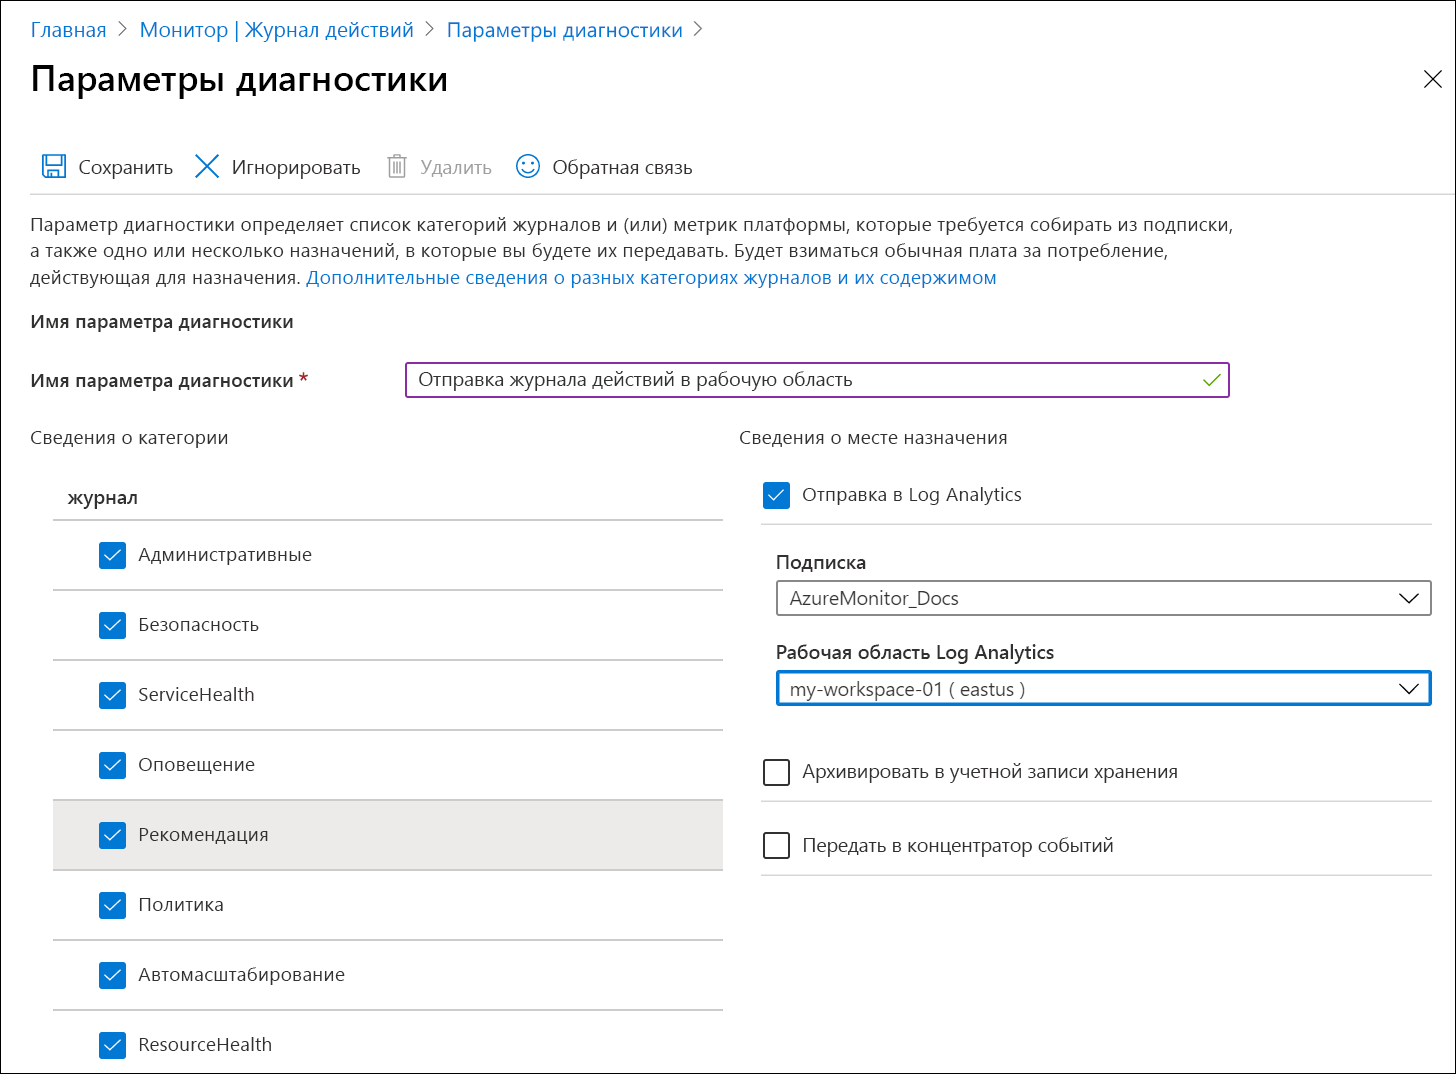 Главная > Монитор | Журнал действий > Параметры диагностики >
Параметры диагностики
Сохранить Игнорировать Удалить Обратная связь
Параметр диагностики определяет список категорий журналов и (или) метрик платформы, которые требуется собирать из подписки,
а также одно или несколько назначений, в которые вы будете их передавать. Будет взиматься обычная плата за потребление,
действующая для назначения. Дополнительные сведения о разных категориях журналов и их содержимом
Имя параметра диагностики
Имя параметра диагностики * Отправка журнала действий в рабочую область
Сведения о категории
журнал
Административные
Безопасность
ServiceHealth
Оповещение
Рекомендация
Политика
Автомасштабирование
ResourceHealth
Сведения о месте назначения
Отправка в Log Analytics
Подписка
AzureMonitor_Docs
Рабочая область Log Analytics
my-workspace-01 ( eastus )
Архивировать в учетной записи хранения
Передать в концентратор событий